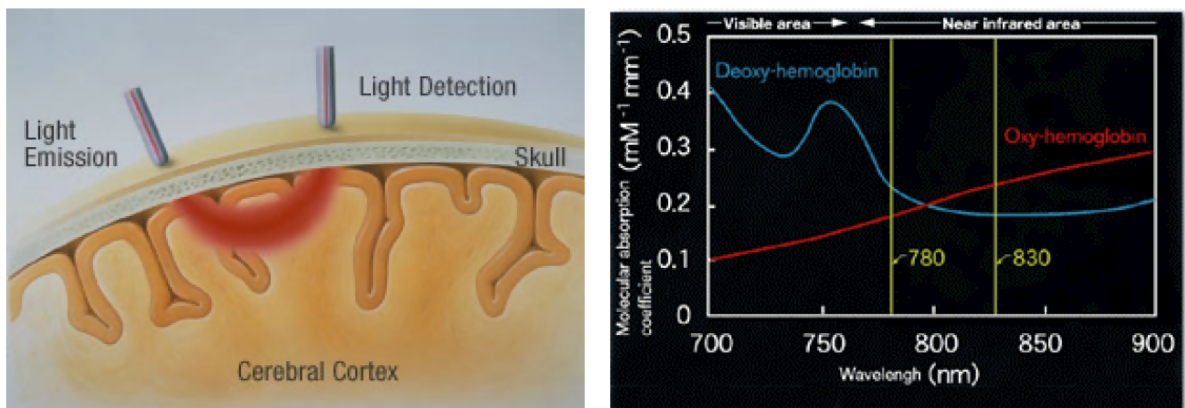 Light Detection
Light
Emission
Skull
Cerebral Cortex
Visible area
Near infrared area
0.5
0.4
0.3
0.2
0.1
0
Molecular absorption (mM⁻¹ mm⁻¹)
coefficient
Deoxy-hemoglobin
Oxy-hemoglobin
780
830
700
750
800
850
900
Wavelengh (nm)